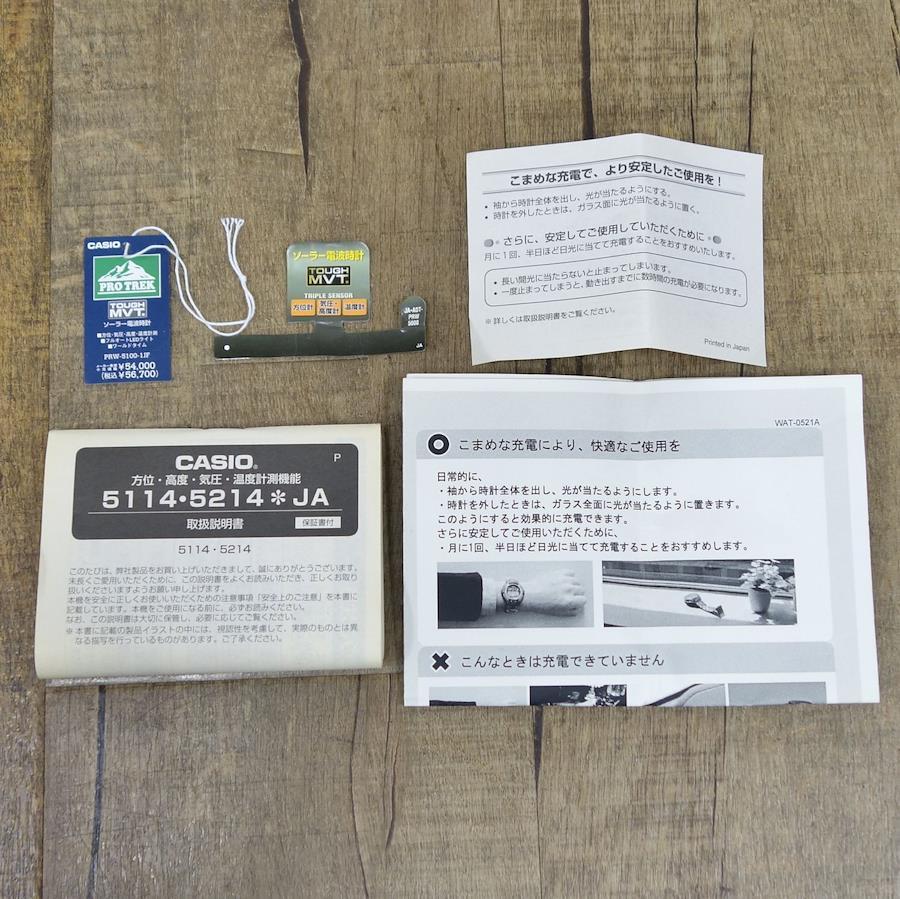 CASIO
PRO TREK
TOUGH
MVT.
ソーラー電波時計
■方位・気圧・高度・温度計測
■フルオートLEDライト
■ワールドタイム
PRW-5100-1JF
¥54,000
(税込¥56,700)
ソーラー電波時計
TOUGH
MVT.
TRIPLE SENSOR
方位計
気圧・
高度計
温度計
JA-AST-
PRW
5000
JA
こまめな充電で、より安定したご使用を!
・袖から時計全体を出し、光が当たるようにする。
・時計を外したときは、ガラス面に光が当たるように置く。
さらに、安定してご使用していただくために
月に1回、半日ほど日光に当てて充電することをおすすめいたします。
・長い間光に当たらないと止まってしまいます。
・一度止まってしまうと、動き出すまでに数時間の充電が必要になります。
※詳しくは取扱説明書をご覧ください。
Printed in Japan
CASIO®
P
方位・高度・気圧・温度計測機能
5114・5214＊JA
取扱説明書
保証書付
5114・5214
このたびは、弊社製品をお買い上げいただきまして、誠にありがとうございます。
末長くご愛用いただくために、この説明書をよくお読みいただき、正しくお取り
扱いくださいますようお願い申し上げます。
本機を安全に正しくお使いいただくための注意事項「安全上のご注意」を本書に
記載しています。本機をご使用になる前に、必ずお読みください。
なお、この説明書は大切に保管し、必要に応じてご覧ください。
※本書に記載の製品イラストの中には、視認性を考慮して、実際のものとは異
なる描写を行っているものがあります。ご了承ください。
WAT-0521A
こまめな充電により、快適なご使用を
日常的に、
・袖から時計全体を出し、光が当たるようにします。
・時計を外したときは、ガラス全面に光が当たるように置きます。
このようにすると効果的に充電できます。
さらに安定してご使用いただくために、
・月に1回、半日ほど日光に当てて充電することをおすすめします。
こんなときは充電できていません